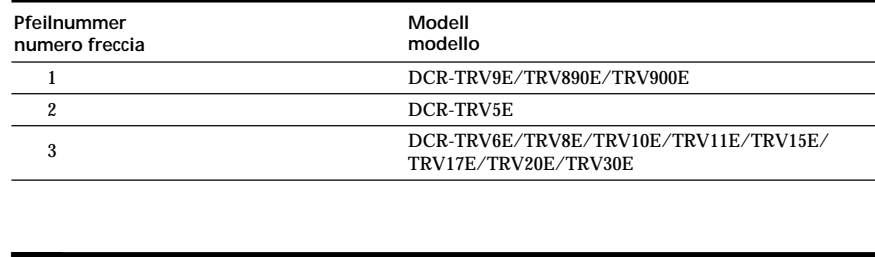 Pfeilnummer Modell
numero freccia modello
1 DCR-TRV9E/TRV890E/TRV900E
2 DCR-TRV5E
3 DCR-TRV6E/TRV8E/TRV10E/TRV11E/TRV15E/
TRV17E/TRV20E/TRV30E